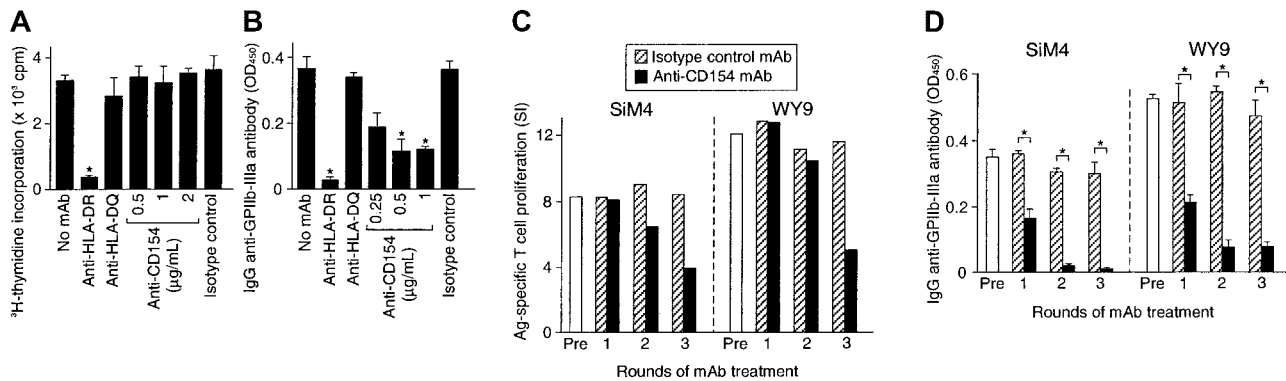 A
³H-thymidine incorporation (x 10³ cpm)
4
2
0
*
No mAb
Anti-HLA-DR
Anti-HLA-DQ
0.5
1
2
Anti-CD154
(μg/mL)
Isotype control
B
IgG anti-GPIIb-IIIa antibody (OD450)
0.4
0.2
0
*
*
*
No mAb
Anti-HLA-DR
Anti-HLA-DQ
0.25
0.5
1
Anti-CD154
(μg/mL)
Isotype control
C
Isotype control mAb
Anti-CD154 mAb
SiM4
WY9
Ag-specific T cell proliferation (SI)
12
8
4
0
Pre 1 2 3 Pre 1 2 3
Rounds of mAb treatment
D
SiM4
WY9
IgG anti-GPIIb-IIIa antibody (OD450)
0.6
0.4
0.2
0
* * *
* * *
Pre 1 2 3 Pre 1 2 3
Rounds of mAb treatment